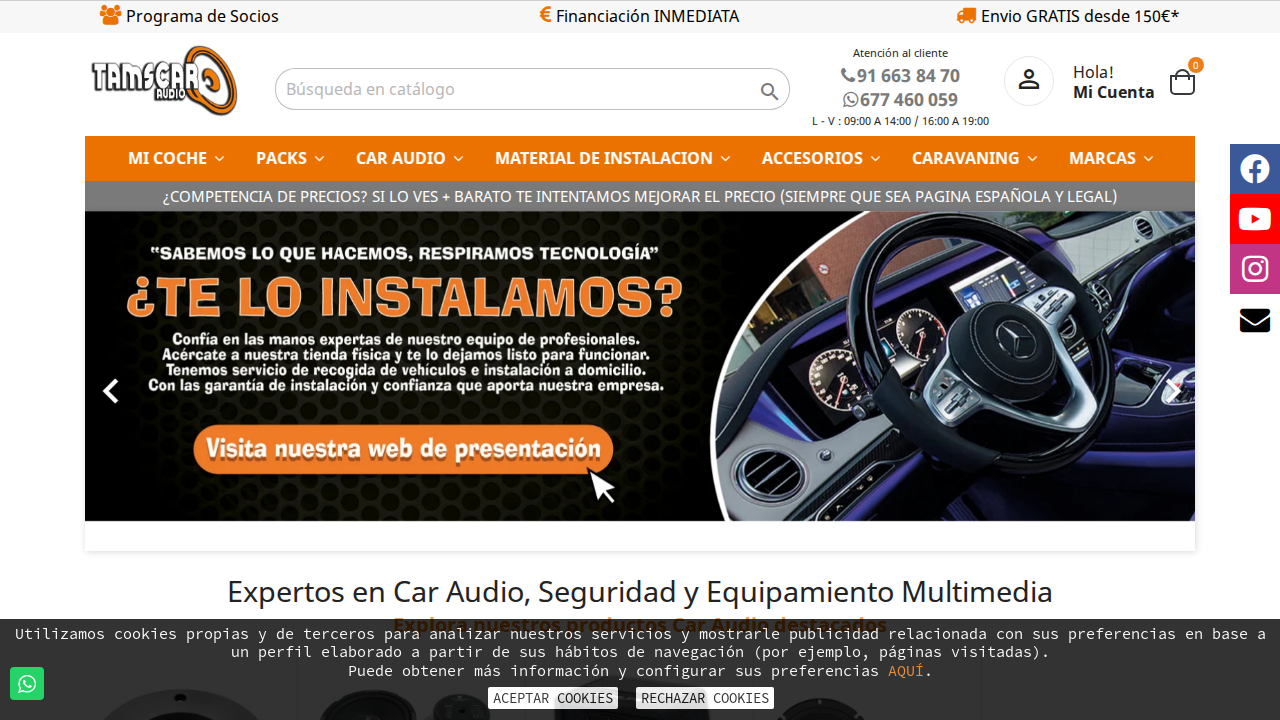 Programa de Socios
€ Financiación INMEDIATA
Envio GRATIS desde 150€*
TAMSCAR
AUDIO
Búsqueda en catálogo
Atención al cliente
91 663 84 70
677 460 059
L - V : 09:00 A 14:00 / 16:00 A 19:00
Hola!
Mi Cuenta
0
MI COCHE
PACKS
CAR AUDIO
MATERIAL DE INSTALACION
ACCESORIOS
CARAVANING
MARCAS
¿COMPETENCIA DE PRECIOS? SI LO VES + BARATO TE INTENTAMOS MEJORAR EL PRECIO (SIEMPRE QUE SEA PAGINA ESPAÑOLA Y LEGAL)
“SABEMOS LO QUE HACEMOS, RESPIRAMOS TECNOLOGÍA”
¿TE LO INSTALAMOS?
Confía en las manos expertas de nuestro equipo de profesionales.
Acércate a nuestra tienda física y te lo dejamos listo para funcionar.
Tenemos servicio de recogida de vehículos e instalación a domicilio.
Con las garantía de instalación y confianza que aporta nuestra empresa.
Visita nuestra web de presentación
Expertos en Car Audio, Seguridad y Equipamiento Multimedia
Explora nuestros productos Car Audio destacados
Utilizamos cookies propias y de terceros para analizar nuestros servicios y mostrarle publicidad relacionada con sus preferencias en base a
un perfil elaborado a partir de sus hábitos de navegación (por ejemplo, páginas visitadas).
Puede obtener más información y configurar sus preferencias AQUÍ.
ACEPTAR COOKIES
RECHAZAR COOKIES